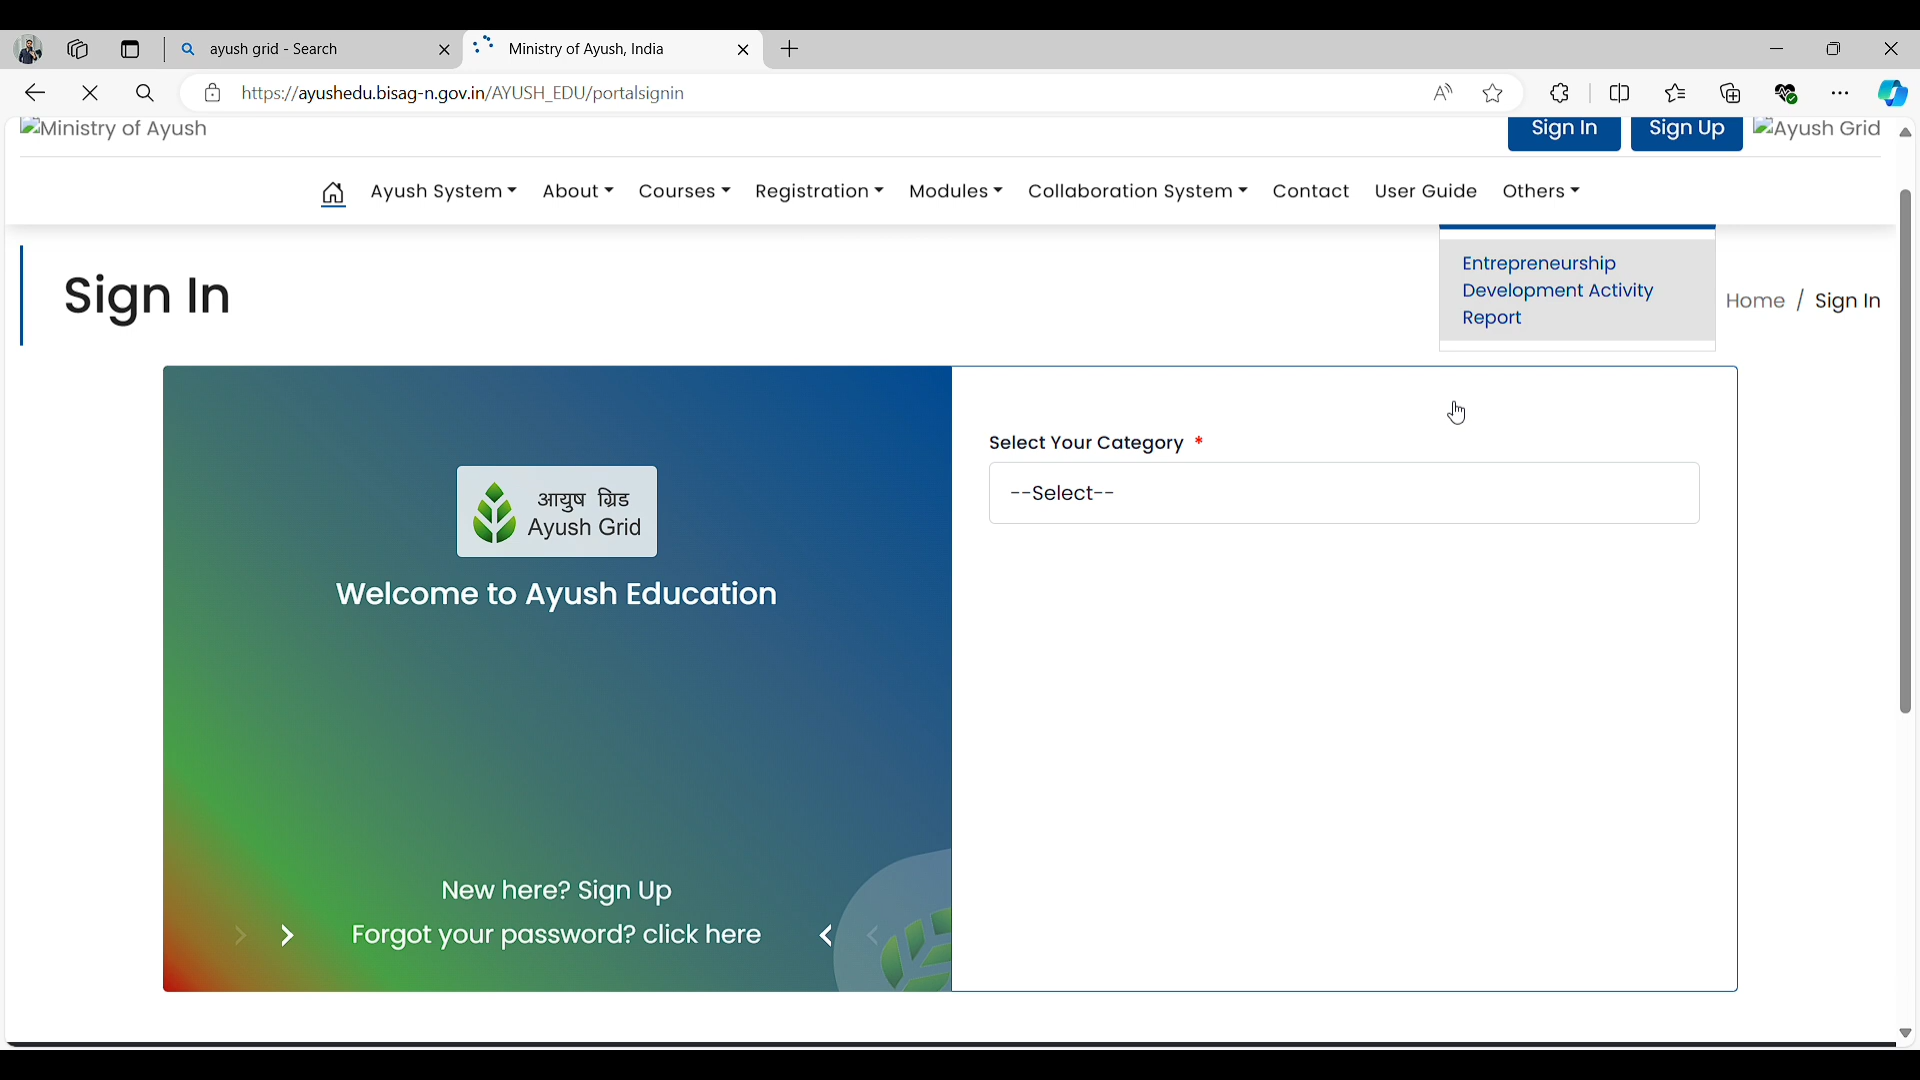 ayush grid - Search
Ministry of Ayush, India
https://ayushedu.bisag-n.gov.in/AYUSH_EDU/portalsignin
Ministry of Ayush
Sign In
Sign Up
Ayush Grid
Ayush System
About
Courses
Registration
Modules
Collaboration System
Contact
User Guide
Others
Entrepreneurship
Development Activity
Report
Sign In
Home / Sign In
आयुष ग्रिड
Ayush Grid
Welcome to Ayush Education
New here? Sign Up
Forgot your password? click here
Select Your Category *
--Select--